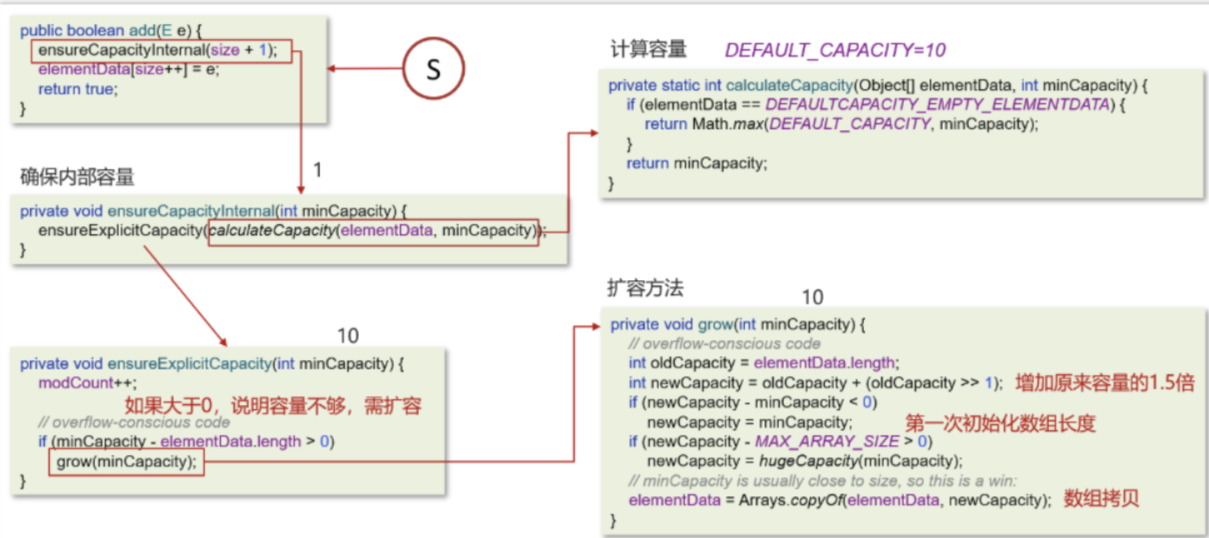 public boolean add(E e) {
ensureCapacityInternal(size + 1);
elementData[size++] = e;
return true;
}
S
计算容量 DEFAULT_CAPACITY=10
private static int calculateCapacity(Object[] elementData, int minCapacity) {
if (elementData == DEFAULTCAPACITY_EMPTY_ELEMENTDATA) {
return Math.max(DEFAULT_CAPACITY, minCapacity);
}
return minCapacity;
}
1
确保内部容量
private void ensureCapacityInternal(int minCapacity) {
ensureExplicitCapacity(calculateCapacity(elementData, minCapacity));
}
10
private void ensureExplicitCapacity(int minCapacity) {
modCount++;
如果大于0，说明容量不够，需扩容
// overflow-conscious code
if (minCapacity - elementData.length > 0)
grow(minCapacity);
}
扩容方法
10
private void grow(int minCapacity) {
// overflow-conscious code
int oldCapacity = elementData.length;
int newCapacity = oldCapacity + (oldCapacity >> 1); 增加原来容量的1.5倍
if (newCapacity - minCapacity < 0)
newCapacity = minCapacity; 第一次初始化数组长度
if (newCapacity - MAX_ARRAY_SIZE > 0)
newCapacity = hugeCapacity(minCapacity);
// minCapacity is usually close to size, so this is a win:
elementData = Arrays.copyOf(elementData, newCapacity); 数组拷贝
}